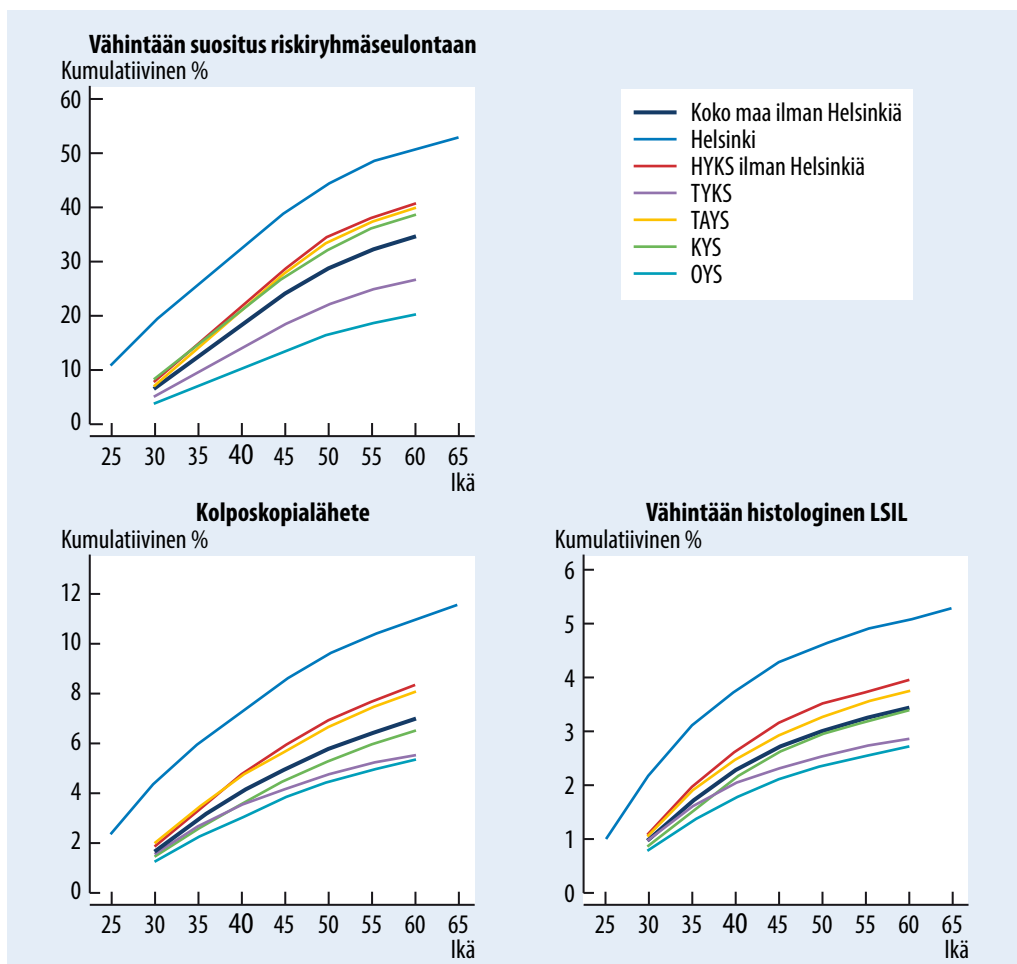 Vähintään suositus riskiryhmäseulontaan
Kumulatiivinen %
60
50
40
30
20
10
0
25 30 35 40 45 50 55 60 65
Ikä
Koko maa ilman Helsinkiä
Helsinki
HYKS ilman Helsinkiä
TYKS
TAYS
KYS
OYS
Kolposkopialähete
Kumulatiivinen %
12
10
8
6
4
2
0
25 30 35 40 45 50 55 60 65
Ikä
Vähintään histologinen LSIL
Kumulatiivinen %
6
5
4
3
2
1
0
25 30 35 40 45 50 55 60 65
Ikä